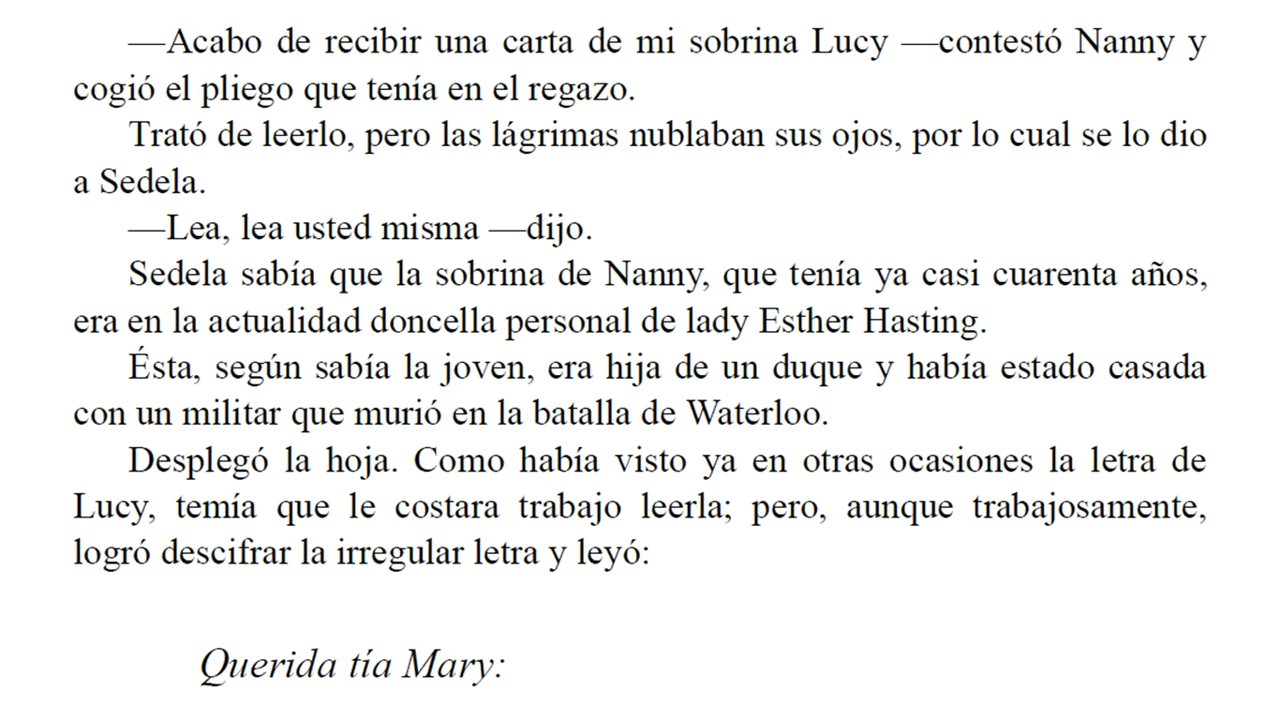 —Acabo de recibir una carta de mi sobrina Lucy —contestó Nanny y
cogió el pliego que tenía en el regazo.
Trató de leerlo, pero las lágrimas nublaban sus ojos, por lo cual se lo dio
a Sedela.
—Lea, lea usted misma —dijo.
Sedela sabía que la sobrina de Nanny, que tenía ya casi cuarenta años,
era en la actualidad doncella personal de lady Esther Hasting.
Ésta, según sabía la joven, era hija de un duque y había estado casada
con un militar que murió en la batalla de Waterloo.
Desplegó la hoja. Como había visto ya en otras ocasiones la letra de
Lucy, temía que le costara trabajo leerla; pero, aunque trabajosamente,
logró descifrar la irregular letra y leyó:
Querida tía Mary: